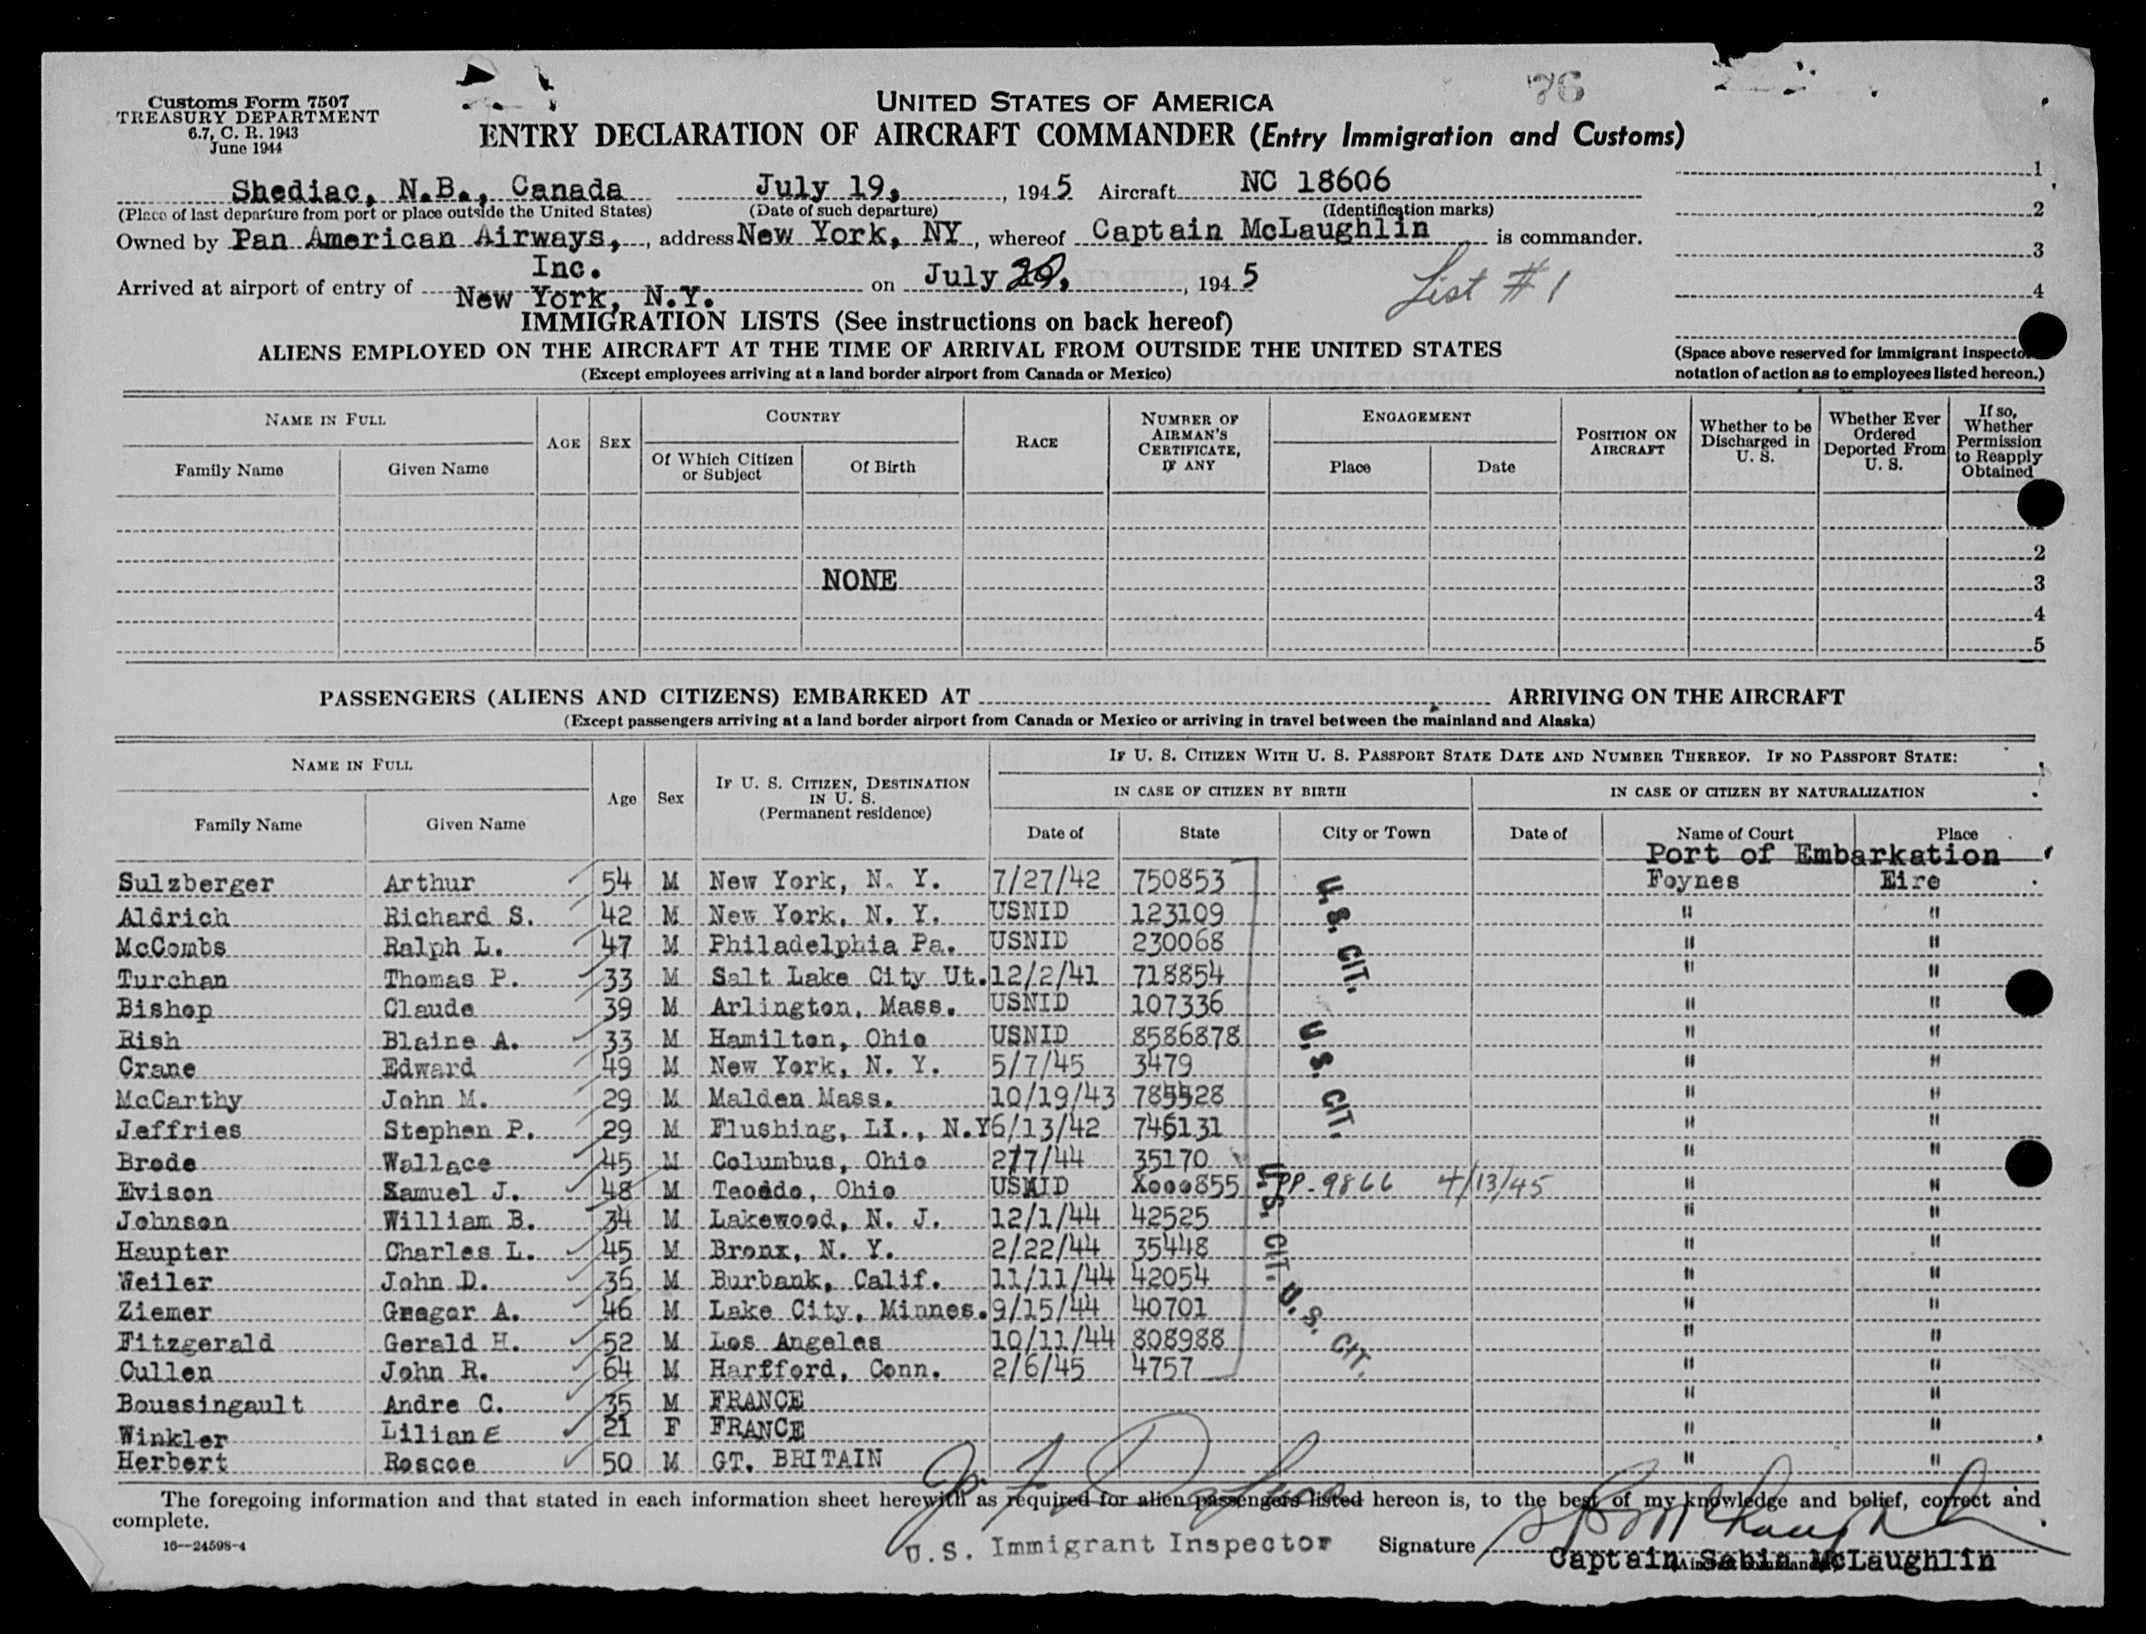 76
Customs Form 7507
TREASURY DEPARTMENT
6.7, C. R. 1943
June 1944
UNITED STATES OF AMERICA
ENTRY DECLARATION OF AIRCRAFT COMMANDER (Entry Immigration and Customs)
Shediac, N.B., Canada July 19, , 1945 Aircraft NC 18606
(Place of last departure from port or place outside the United States) (Date of such departure) (Identification marks)
Owned by Pan American Airways, , address New York, NY , whereof Captain McLaughlin is commander.
Inc.
Arrived at airport of entry of New York, N.Y. on July 20, , 1945
List #1
1
2
3
4
(Space above reserved for immigrant inspector
notation of action as to employees listed hereon.)
IMMIGRATION LISTS (See instructions on back hereof)
ALIENS EMPLOYED ON THE AIRCRAFT AT THE TIME OF ARRIVAL FROM OUTSIDE THE UNITED STATES
(Except employees arriving at a land border airport from Canada or Mexico)
NAME IN FULL
Family Name Given Name
AGE
SEX
COUNTRY
Of Which Citizen or Subject
Of Birth
RACE
NUMBER OF AIRMAN'S CERTIFICATE, IF ANY
ENGAGEMENT
Place Date
POSITION ON AIRCRAFT
Whether to be Discharged in U. S.
Whether Ever Ordered Deported From U. S.
If so, Whether Permission to Reapply Obtained
2
NONE 3
4
5
PASSENGERS (ALIENS AND CITIZENS) EMBARKED AT ARRIVING ON THE AIRCRAFT
(Except passengers arriving at a land border airport from Canada or Mexico or arriving in travel between the mainland and Alaska)
NAME IN FULL
Family Name Given Name
Age
Sex
IF U. S. CITIZEN, DESTINATION IN U. S.
(Permanent residence)
IF U. S. CITIZEN WITH U. S. PASSPORT STATE DATE AND NUMBER THEREOF. IF NO PASSPORT STATE:
IN CASE OF CITIZEN BY BIRTH IN CASE OF CITIZEN BY NATURALIZATION
Date of State City or Town Date of Name of Court Place
Port of Embarkation
Sulzberger Arthur 54 M New York, N. Y. 7/27/42 750853 Foynes Eire
Aldrich Richard S. 42 M New York, N. Y. USNID 123109 " "
McCombs Ralph L. 47 M Philadelphia Pa. USNID 230068 " "
Turchan Thomas P. 33 M Salt Lake City Ut. 12/2/41 718854 " "
Bishop Claude 39 M Arlington, Mass. USNID 107336 " "
Rish Blaine A. 33 M Hamilton, Ohio USNID 8586878 " "
Crane Edward 49 M New York, N. Y. 5/7/45 3479 " "
McCarthy John M. 29 M Malden Mass. 10/19/43 785528 " "
Jeffries Stephen P. 29 M Flushing, LI., N.Y 6/13/42 746131 " "
Brode Wallace 45 M Columbus, Ohio 2/7/44 35170 " "
Evison Samuel J. 48 M Teoedo, Ohio USNID Xooo855 PP-9866 4/13/45 " "
Johnson William B. 34 M Lakewood, N. J. 12/1/44 42525 " "
Haupter Charles L. 45 M Bronx, N. Y. 2/22/44 35448 " "
Weiler John D. 36 M Burbank, Calif. 11/11/44 42054 " "
Ziemer Gregor A. 46 M Lake City, Minnes. 9/15/44 40701 " "
Fitzgerald Gerald H. 52 M Los Angeles 10/11/44 808988 " "
Cullen John R. 64 M Hartford, Conn. 2/6/45 4757 " "
Boussingault Andre C. 35 M FRANCE " "
Winkler Liliane 21 F FRANCE " "
Herbert Roscoe 50 M GT. BRITAIN " "
U. S. CIT.
U. S. CIT.
U. S. CIT.
U. S. CIT.
The foregoing information and that stated in each information sheet herewith as required for alien passengers listed hereon is, to the best of my knowledge and belief, correct and
complete.
16—24598-4
U.S. Immigrant Inspector
Signature
Captain Sabin McLaughlin